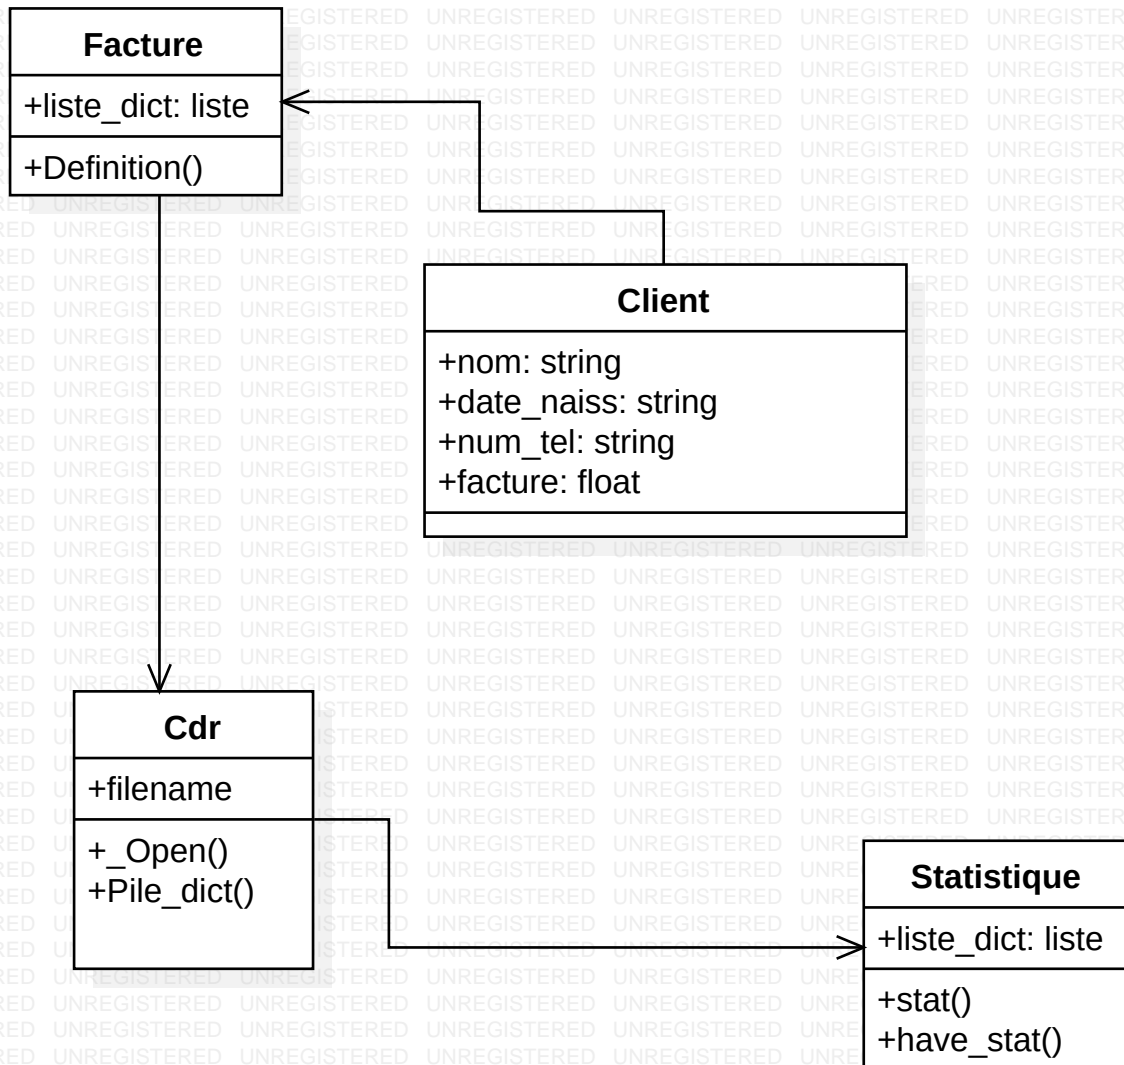 Facture
+liste_dict: liste
+Definition()
Client
+nom: string
+date_naiss: string
+num_tel: string
+facture: float
Cdr
+filename
+_Open()
+Pile_dict()
Statistique
+liste_dict: liste
+stat()
+have_stat()
UNREGISTERED